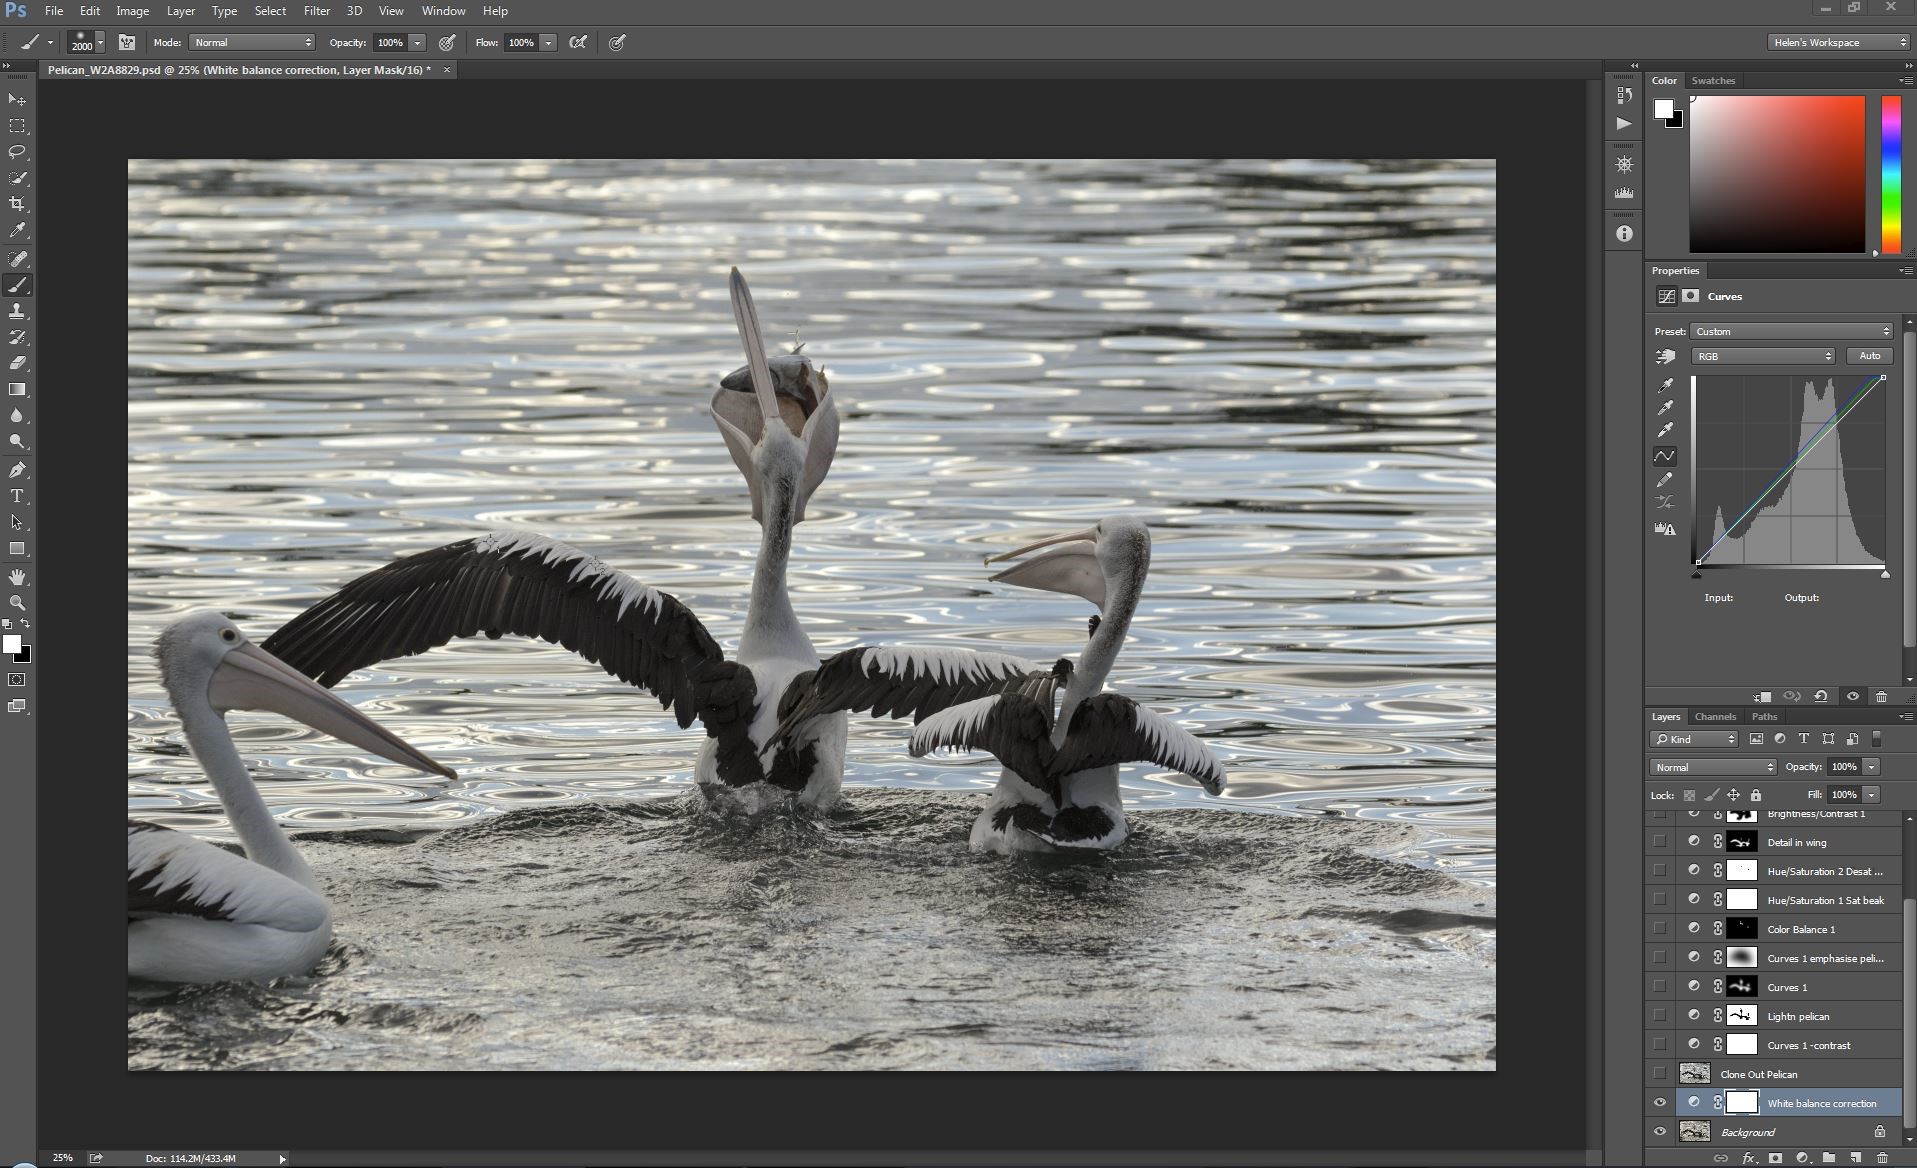 Ps File Edit Image Layer Type Select Filter 3D View Window Help
2000 Mode: Normal Opacity: 100% Flow: 100% Helen's Workspace
Pelican_W2A8829.psd @ 25% (White balance correction, Layer Mask/16) * ×
Color Swatches
Properties
Curves
Preset: Custom
RGB Auto
Input: Output:
Layers Channels Paths
Kind
Normal Opacity: 100%
Lock: Fill: 100%
Brightness/Contrast 1
Detail in wing
Hue/Saturation 2 Desat ...
Hue/Saturation 1 Sat beak
Color Balance 1
Curves 1 emphasise peli...
Curves 1
Lightn pelican
Curves 1 -contrast
Clone Out Pelican
White balance correction
Background
25% Doc: 114.2M/433.4M
fx